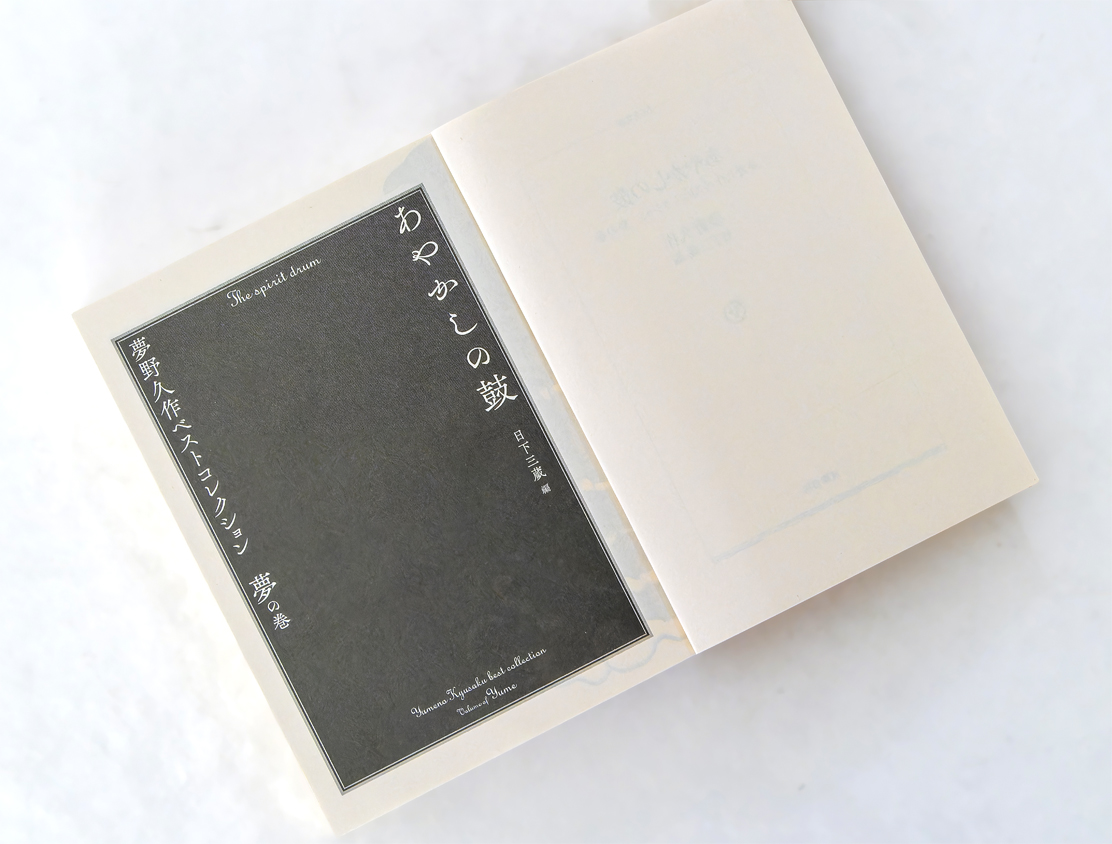 The spirit drum
あやかしの鼓
日下三蔵 編
夢野久作ベストコレクション 夢の巻
Yumeno Kyusaku best collection
Volume of Yume